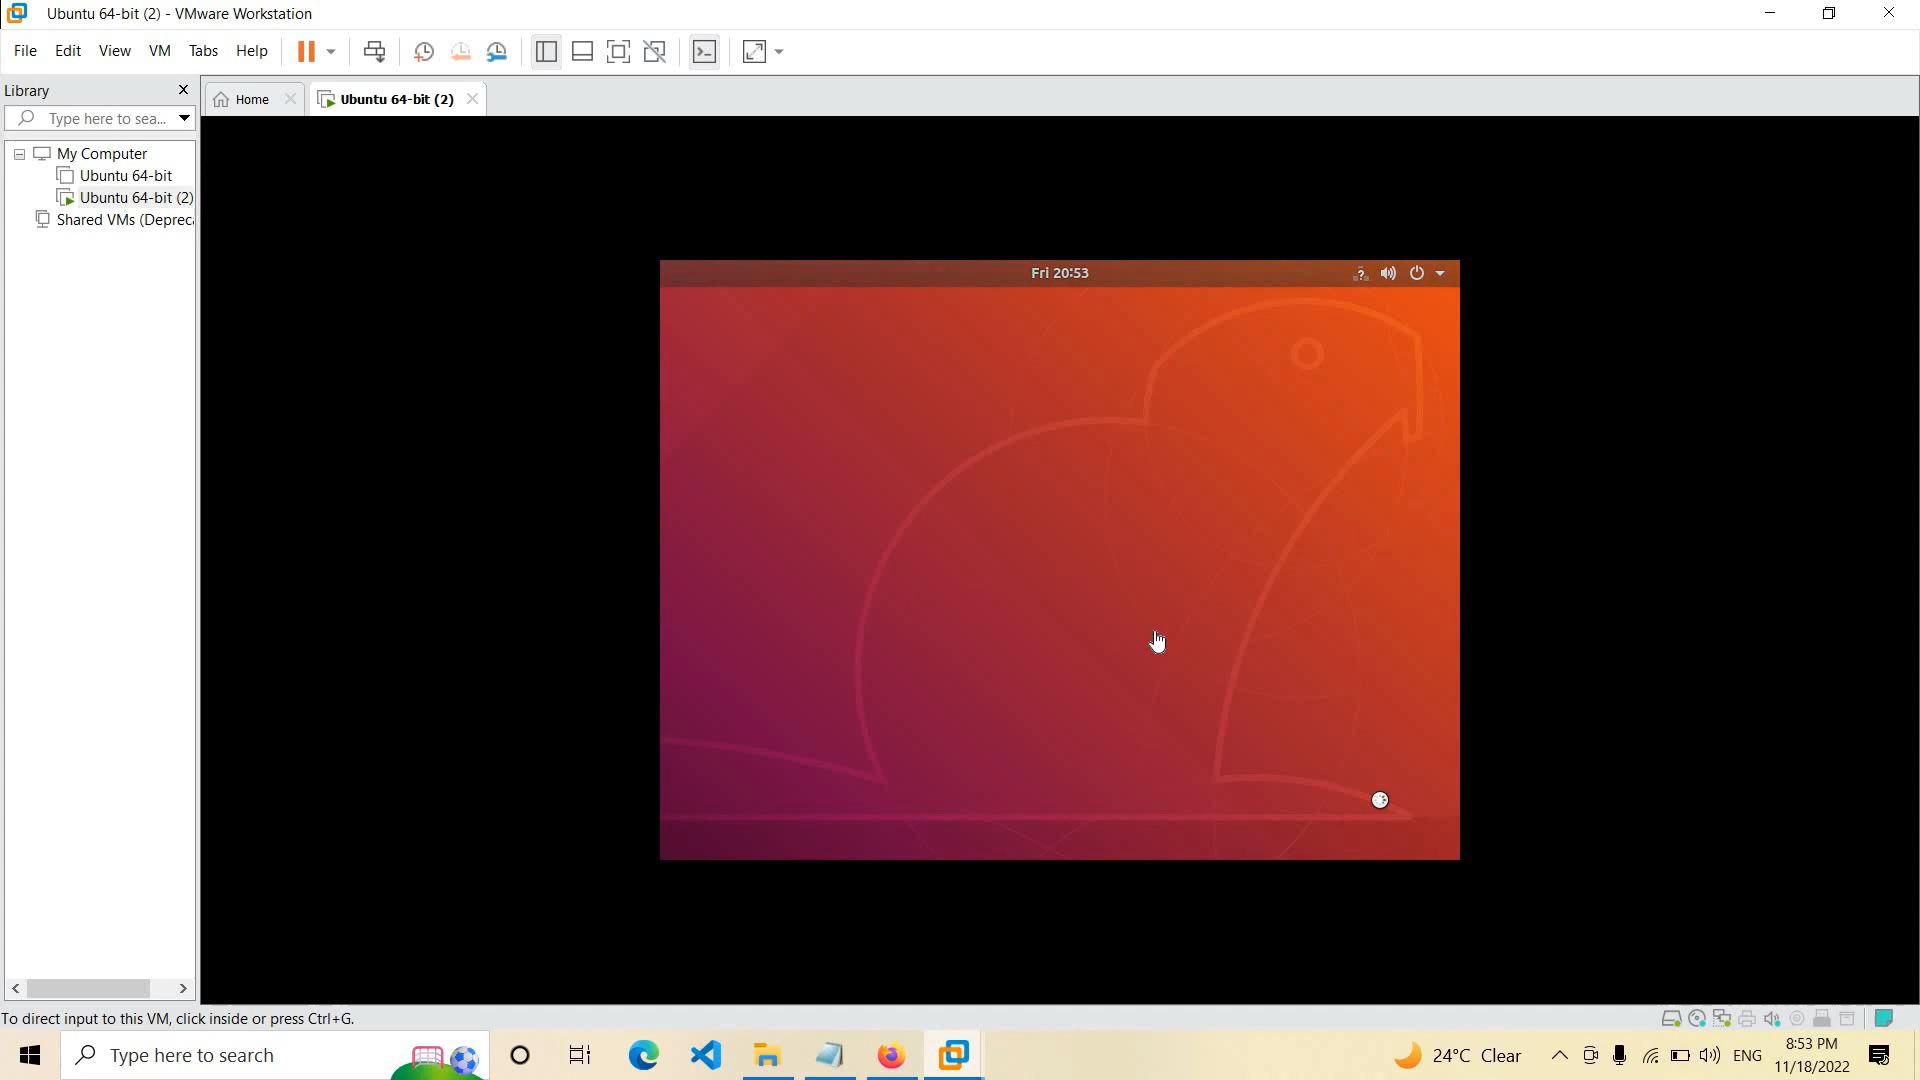 Ubuntu 64-bit (2) - VMware Workstation
File Edit View VM Tabs Help
Library
Type here to sea...
Home
Ubuntu 64-bit (2)
My Computer
Ubuntu 64-bit
Ubuntu 64-bit (2)
Shared VMs (Depreca
Fri 20:53
?
To direct input to this VM, click inside or press Ctrl+G.
Type here to search
24°C Clear
ENG
8:53 PM
11/18/2022